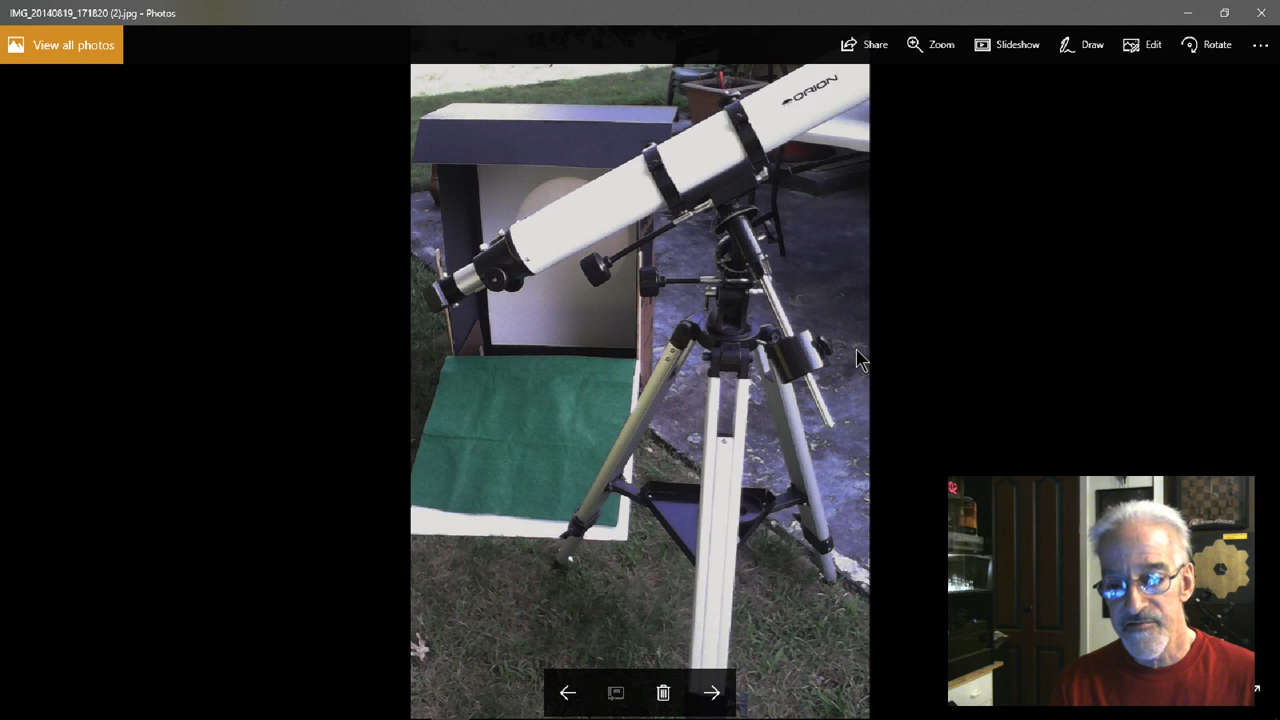 IMG_20140819_171820 (2).jpg - Photos
View all photos
Share
Zoom
Slideshow
Draw
Edit
Rotate
ORION